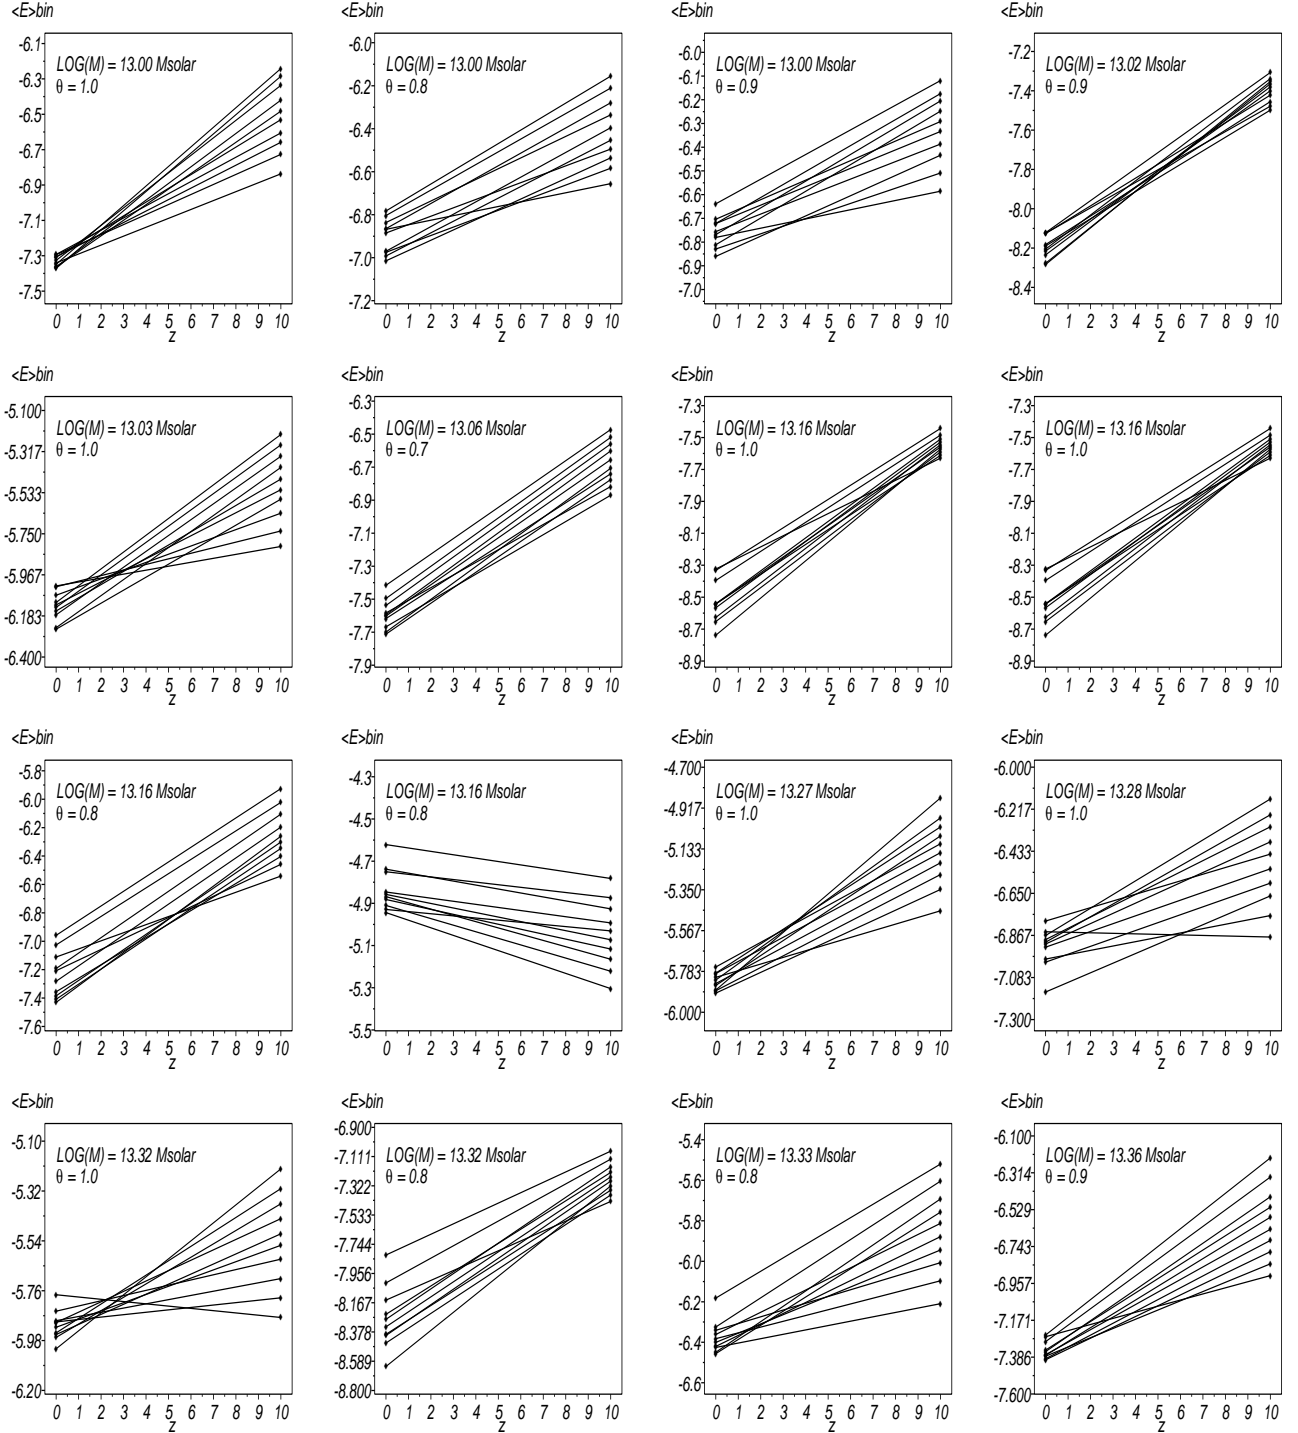 <E>bin
-6.1
-6.3
-6.5
-6.7
-6.9
-7.1
-7.3
-7.5
LOG(M) = 13.00 Msolar
θ = 1.0
0 1 2 3 4 5 6 7 8 9 10
z
<E>bin
-6.0
-6.2
-6.4
-6.6
-6.8
-7.0
-7.2
LOG(M) = 13.00 Msolar
θ = 0.8
0 1 2 3 4 5 6 7 8 9 10
z
<E>bin
-6.0
-6.1
-6.2
-6.3
-6.4
-6.5
-6.6
-6.7
-6.8
-6.9
-7.0
LOG(M) = 13.00 Msolar
θ = 0.9
0 1 2 3 4 5 6 7 8 9 10
z
<E>bin
-7.2
-7.4
-7.6
-7.8
-8.0
-8.2
-8.4
LOG(M) = 13.02 Msolar
θ = 0.9
0 1 2 3 4 5 6 7 8 9 10
z
<E>bin
-5.100
-5.317
-5.533
-5.750
-5.967
-6.183
-6.400
LOG(M) = 13.03 Msolar
θ = 1.0
0 1 2 3 4 5 6 7 8 9 10
z
<E>bin
-6.3
-6.5
-6.7
-6.9
-7.1
-7.3
-7.5
-7.7
-7.9
LOG(M) = 13.06 Msolar
θ = 0.7
0 1 2 3 4 5 6 7 8 9 10
z
<E>bin
-7.3
-7.5
-7.7
-7.9
-8.1
-8.3
-8.5
-8.7
-8.9
LOG(M) = 13.16 Msolar
θ = 1.0
0 1 2 3 4 5 6 7 8 9 10
z
<E>bin
-7.3
-7.5
-7.7
-7.9
-8.1
-8.3
-8.5
-8.7
-8.9
LOG(M) = 13.16 Msolar
θ = 1.0
0 1 2 3 4 5 6 7 8 9 10
z
<E>bin
-5.8
-6.0
-6.2
-6.4
-6.6
-6.8
-7.0
-7.2
-7.4
-7.6
LOG(M) = 13.16 Msolar
θ = 0.8
0 1 2 3 4 5 6 7 8 9 10
z
<E>bin
-4.3
-4.5
-4.7
-4.9
-5.1
-5.3
-5.5
LOG(M) = 13.16 Msolar
θ = 0.8
0 1 2 3 4 5 6 7 8 9 10
z
<E>bin
-4.700
-4.917
-5.133
-5.350
-5.567
-5.783
-6.000
LOG(M) = 13.27 Msolar
θ = 1.0
0 1 2 3 4 5 6 7 8 9 10
z
<E>bin
-6.000
-6.217
-6.433
-6.650
-6.867
-7.083
-7.300
LOG(M) = 13.28 Msolar
θ = 1.0
0 1 2 3 4 5 6 7 8 9 10
z
<E>bin
-5.10
-5.32
-5.54
-5.76
-5.98
-6.20
LOG(M) = 13.32 Msolar
θ = 1.0
0 1 2 3 4 5 6 7 8 9 10
z
<E>bin
-6.900
-7.111
-7.322
-7.533
-7.744
-7.956
-8.167
-8.378
-8.589
-8.800
LOG(M) = 13.32 Msolar
θ = 0.8
0 1 2 3 4 5 6 7 8 9 10
z
<E>bin
-5.4
-5.6
-5.8
-6.0
-6.2
-6.4
-6.6
LOG(M) = 13.33 Msolar
θ = 0.8
0 1 2 3 4 5 6 7 8 9 10
z
<E>bin
-6.100
-6.314
-6.529
-6.743
-6.957
-7.171
-7.386
-7.600
LOG(M) = 13.36 Msolar
θ = 0.9
0 1 2 3 4 5 6 7 8 9 10
z